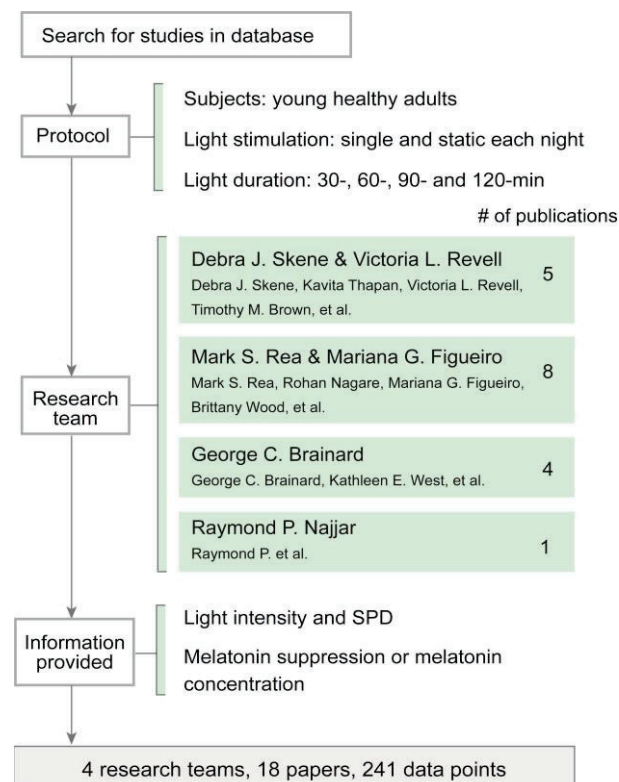 Search for studies in database
Protocol
Subjects: young healthy adults
Light stimulation: single and static each night
Light duration: 30-, 60-, 90- and 120-min
# of publications
Research
team
Debra J. Skene & Victoria L. Revell
5
Debra J. Skene, Kavita Thapan, Victoria L. Revell,
Timothy M. Brown, et al.
Mark S. Rea & Mariana G. Figueiro
8
Mark S. Rea, Rohan Nagare, Mariana G. Figueiro,
Brittany Wood, et al.
George C. Brainard
4
George C. Brainard, Kathleen E. West, et al.
Raymond P. Najjar
1
Raymond P. et al.
Information
provided
Light intensity and SPD
Melatonin suppression or melatonin
concentration
4 research teams, 18 papers, 241 data points